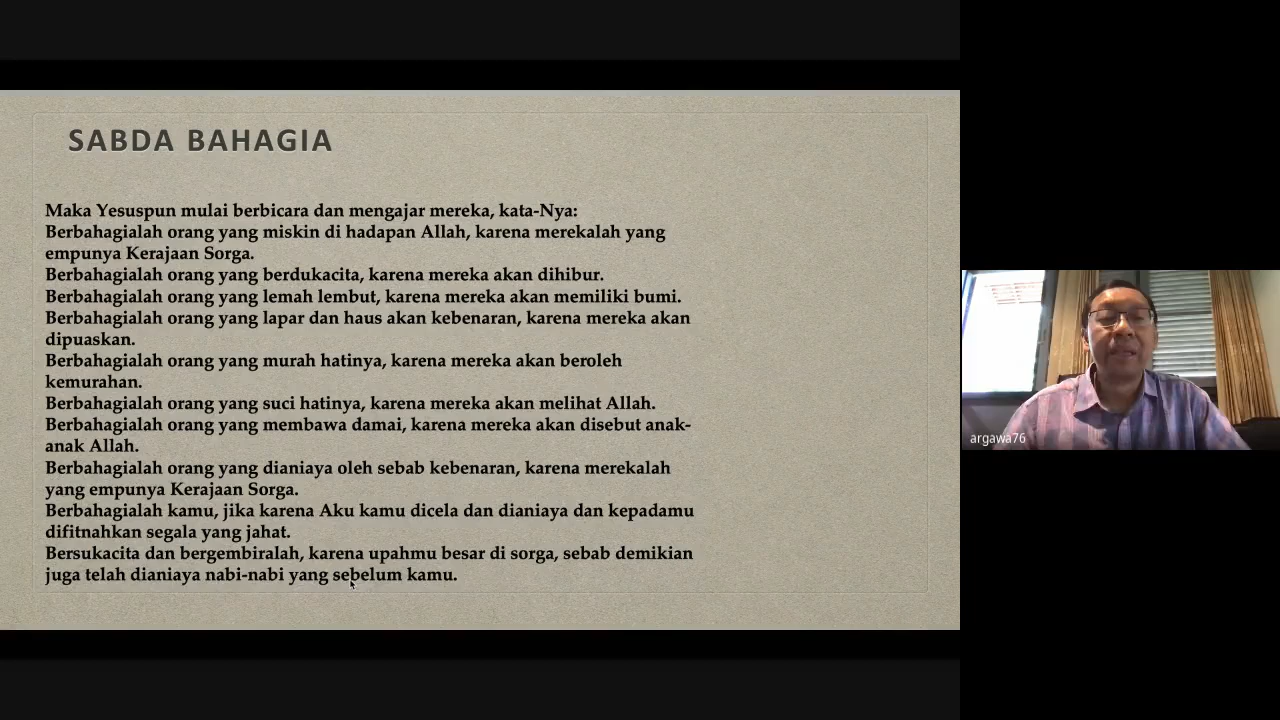 SABDA BAHAGIA
Maka Yesuspun mulai berbicara dan mengajar mereka, kata-Nya:
Berbahagialah orang yang miskin di hadapan Allah, karena merekalah yang
empunya Kerajaan Sorga.
Berbahagialah orang yang berdukacita, karena mereka akan dihibur.
Berbahagialah orang yang lemah lembut, karena mereka akan memiliki bumi.
Berbahagialah orang yang lapar dan haus akan kebenaran, karena mereka akan
dipuaskan.
Berbahagialah orang yang murah hatinya, karena mereka akan beroleh
kemurahan.
Berbahagialah orang yang suci hatinya, karena mereka akan melihat Allah.
Berbahagialah orang yang membawa damai, karena mereka akan disebut anak-
anak Allah.
Berbahagialah orang yang dianiaya oleh sebab kebenaran, karena merekalah
yang empunya Kerajaan Sorga.
Berbahagialah kamu, jika karena Aku kamu dicela dan dianiaya dan kepadamu
difitnahkan segala yang jahat.
Bersukacita dan bergembiralah, karena upahmu besar di sorga, sebab demikian
juga telah dianiaya nabi-nabi yang sebelum kamu.
argawa76